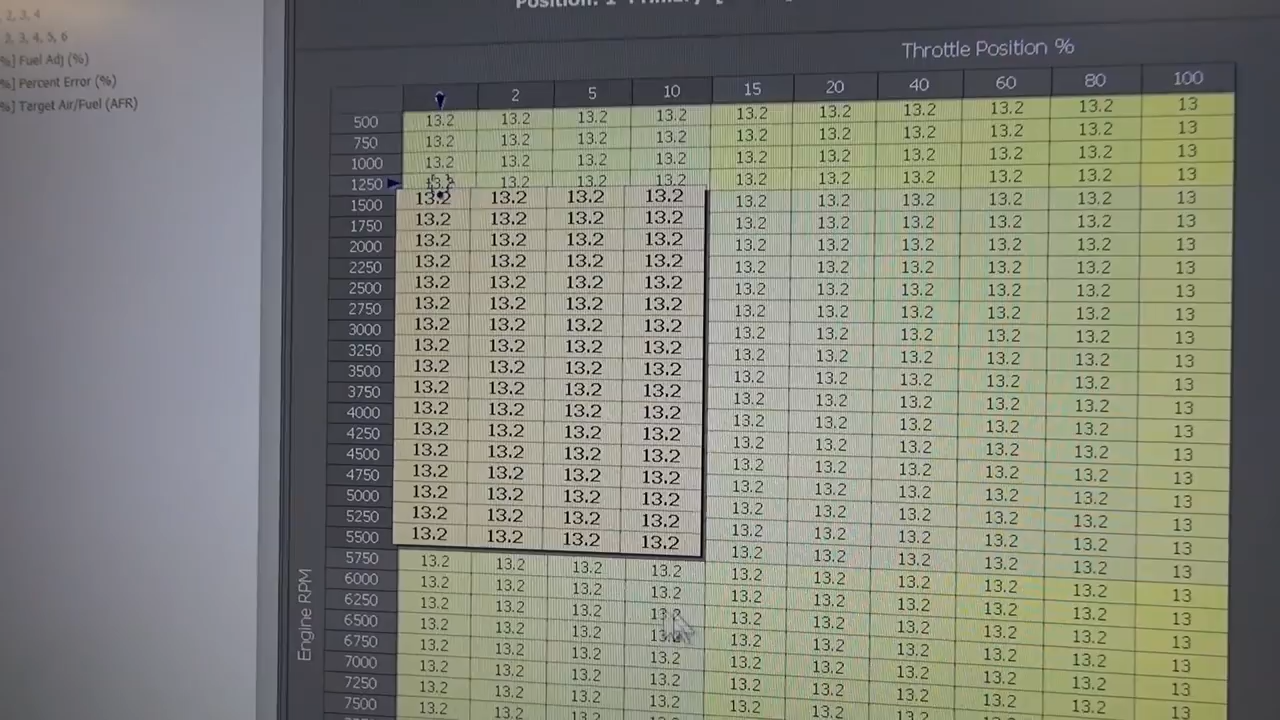 Position: 1
2, 3, 4
2, 3, 4, 5, 6
%] Fuel Adj (%)
%] Percent Error (%)
%] Target Air/Fuel (AFR)
Throttle Position %
2 5 10 15 20 40 60 80 100
500 13.2 13.2 13.2 13.2 13.2 13.2 13.2 13.2 13.2 13
750 13.2 13.2 13.2 13.2 13.2 13.2 13.2 13.2 13.2 13
1000 13.2 13.2 13.2 13.2 13.2 13.2 13.2 13.2 13.2 13
1250 13.2 13.2 13.2 13.2 13.2 13.2 13.2 13.2 13.2 13
1500 13.2 13.2 13.2 13.2 13.2 13.2 13.2 13.2 13.2 13
1750 13.2 13.2 13.2 13.2 13.2 13.2 13.2 13.2 13.2 13
2000 13.2 13.2 13.2 13.2 13.2 13.2 13.2 13.2 13.2 13
2250 13.2 13.2 13.2 13.2 13.2 13.2 13.2 13.2 13.2 13
2500 13.2 13.2 13.2 13.2 13.2 13.2 13.2 13.2 13.2 13
2750 13.2 13.2 13.2 13.2 13.2 13.2 13.2 13.2 13.2 13
3000 13.2 13.2 13.2 13.2 13.2 13.2 13.2 13.2 13.2 13
3250 13.2 13.2 13.2 13.2 13.2 13.2 13.2 13.2 13.2 13
3500 13.2 13.2 13.2 13.2 13.2 13.2 13.2 13.2 13.2 13
3750 13.2 13.2 13.2 13.2 13.2 13.2 13.2 13.2 13.2 13
4000 13.2 13.2 13.2 13.2 13.2 13.2 13.2 13.2 13.2 13
4250 13.2 13.2 13.2 13.2 13.2 13.2 13.2 13.2 13.2 13
4500 13.2 13.2 13.2 13.2 13.2 13.2 13.2 13.2 13.2 13
4750 13.2 13.2 13.2 13.2 13.2 13.2 13.2 13.2 13.2 13
5000 13.2 13.2 13.2 13.2 13.2 13.2 13.2 13.2 13.2 13
5250 13.2 13.2 13.2 13.2 13.2 13.2 13.2 13.2 13.2 13
5500 13.2 13.2 13.2 13.2 13.2 13.2 13.2 13.2 13.2 13
5750 13.2 13.2 13.2 13.2 13.2 13.2 13.2 13.2 13.2 13
6000 13.2 13.2 13.2 13.2 13.2 13.2 13.2 13.2 13.2 13
6250 13.2 13.2 13.2 13.2 13.2 13.2 13.2 13.2 13.2 13
6500 13.2 13.2 13.2 13.2 13.2 13.2 13.2 13.2 13.2 13
6750 13.2 13.2 13.2 13.2 13.2 13.2 13.2 13.2 13.2 13
7000 13.2 13.2 13.2 13.2 13.2 13.2 13.2 13.2 13.2 13
7250 13.2 13.2 13.2 13.2 13.2 13.2 13.2 13.2 13.2 13
7500 13.2 13.2 13.2 13.2 13.2 13.2 13.2 13.2 13.2 13
Engine RPM